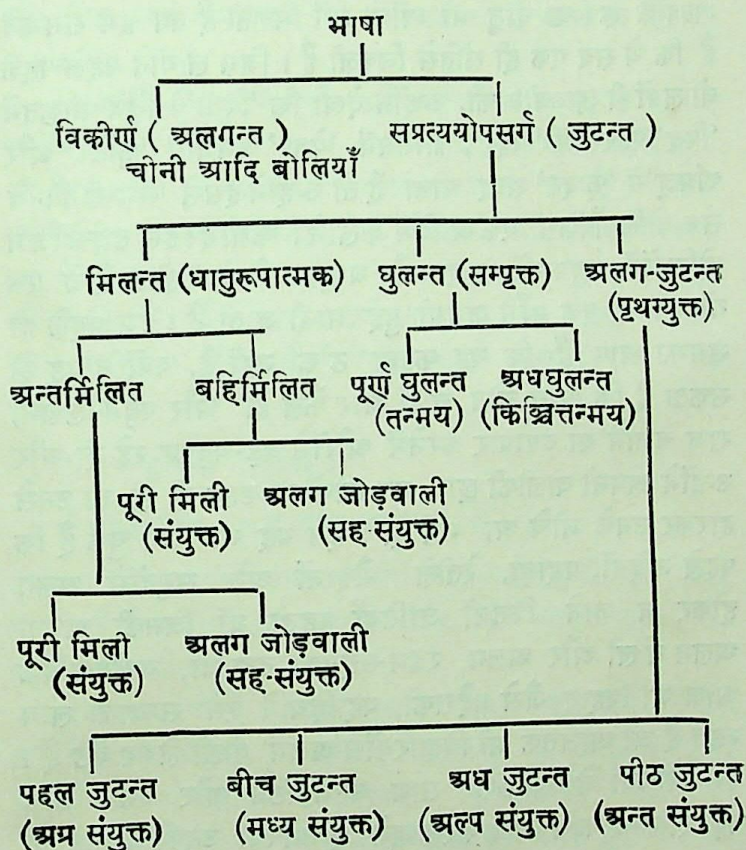 भाषा
विकीर्ण ( अलगन्त ) सप्रत्ययोपसर्ग ( जुटन्त )
चीनी आदि बोलियाँ
मिलन्त (धातुरूपात्मक) घुलन्त (सम्पृक्त) अलग-जुटन्त
(पृथग्युक्त)
अन्तर्मिलित बहिर्मिलित पूर्ण घुलन्त अधघुलन्त
(तन्मय) (किञ्चित्तन्मय)
पूरी मिली अलग जोड़वाली
(संयुक्त) (सह-संयुक्त)
पूरी मिली अलग जोड़वाली
(संयुक्त) (सह-संयुक्त)
पहल जुटन्त बीच जुटन्त अध जुटन्त पीठ जुटन्त
(अग्र संयुक्त) (मध्य संयुक्त) (अल्प संयुक्त) (अन्त संयुक्त)